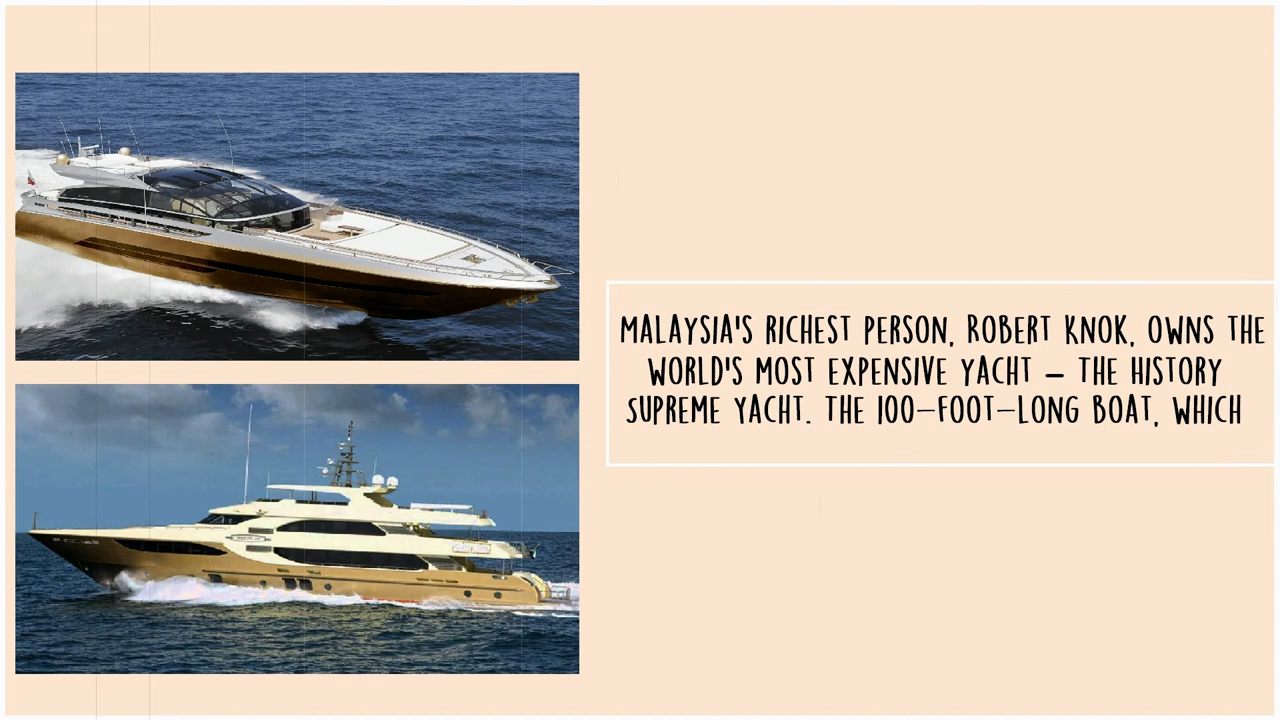 MALAYSIA'S RICHEST PERSON, ROBERT KNOK, OWNS THE
WORLD'S MOST EXPENSIVE YACHT – THE HISTORY
SUPREME YACHT. THE 100-FOOT-LONG BOAT, WHICH